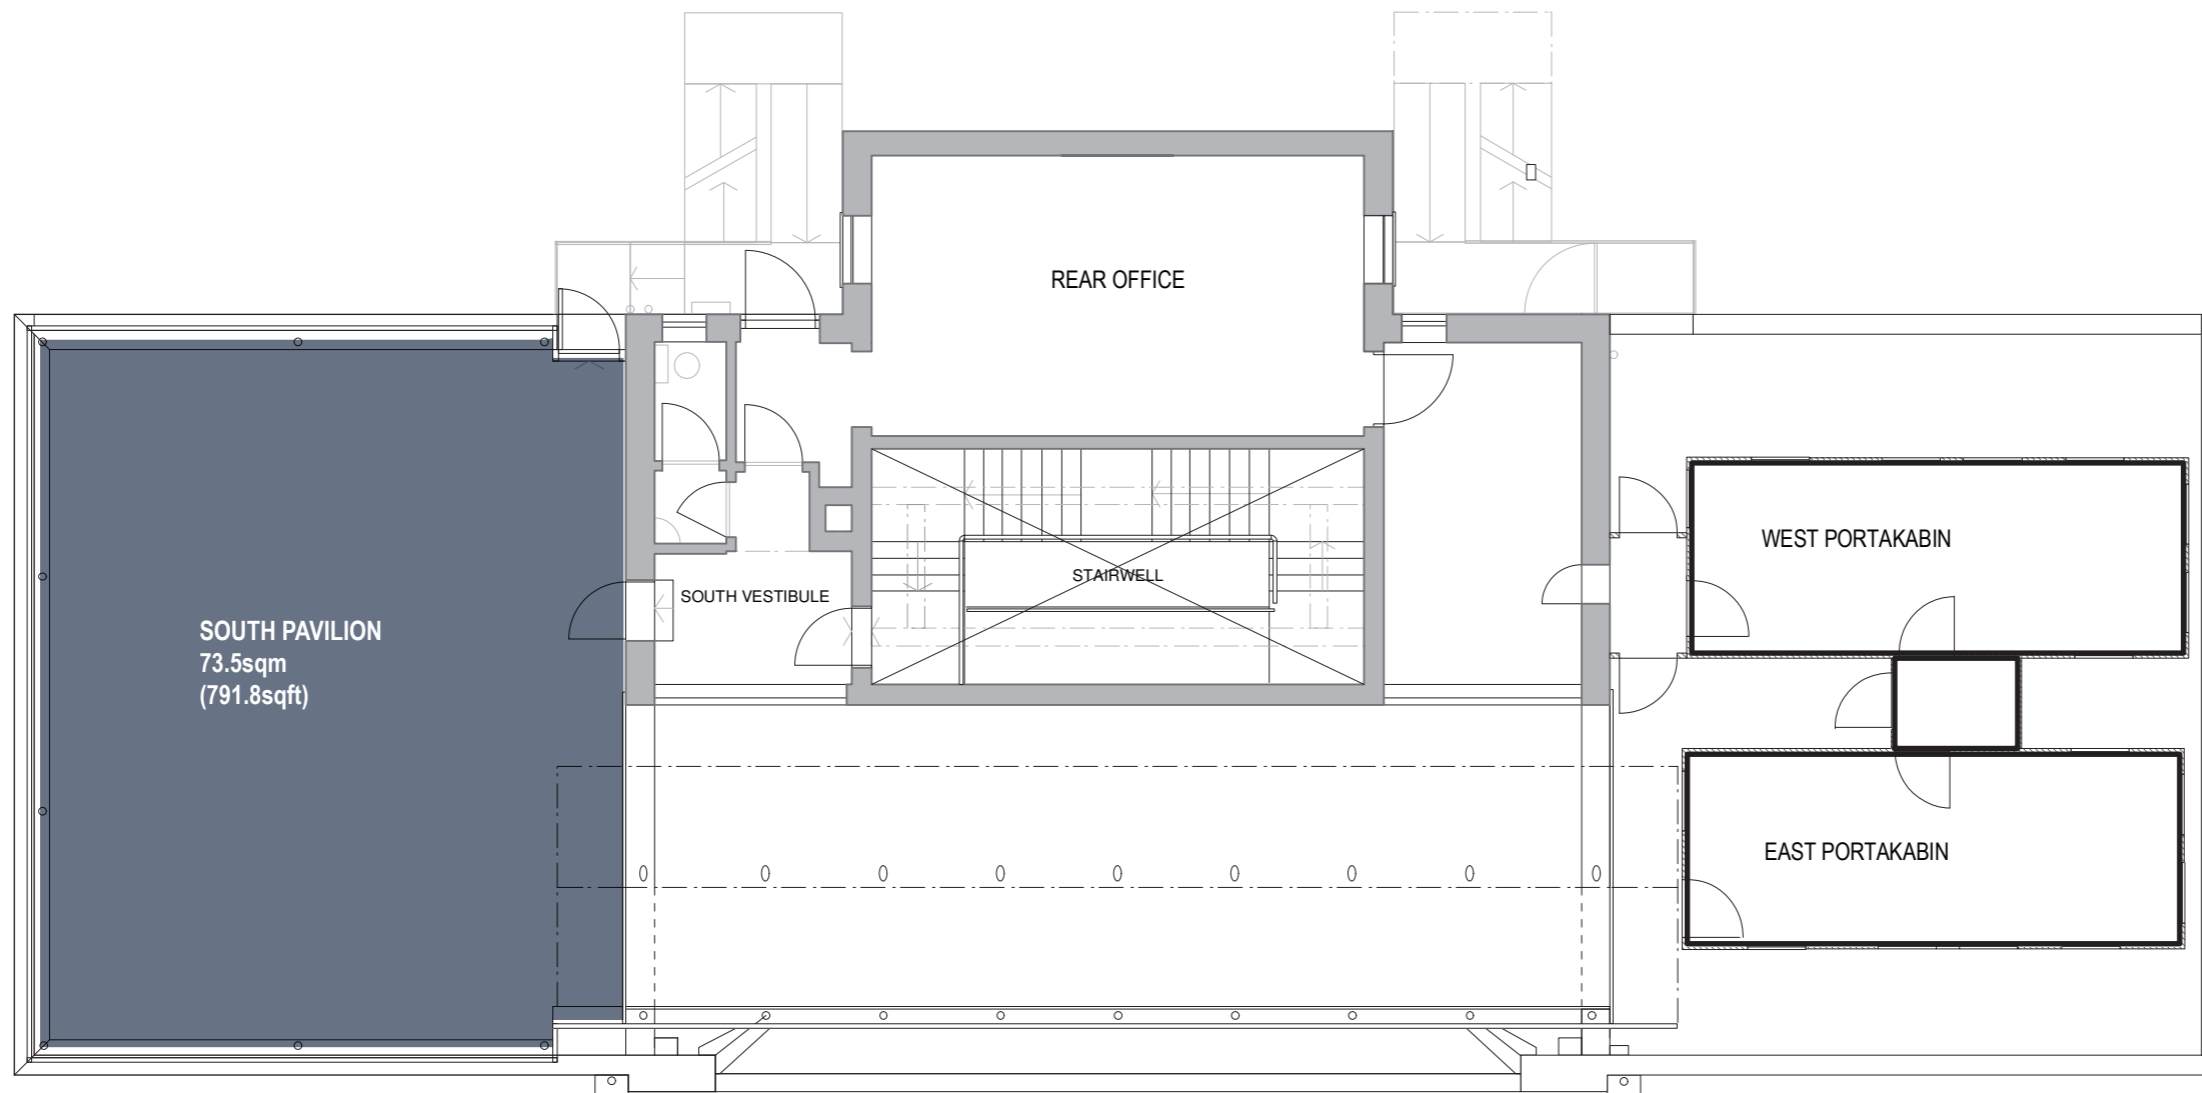 REAR OFFICE
WEST PORTAKABIN
STAIRWELL
SOUTH VESTIBULE
SOUTH PAVILION
73.5sqm
(791.8sqft)
EAST PORTAKABIN